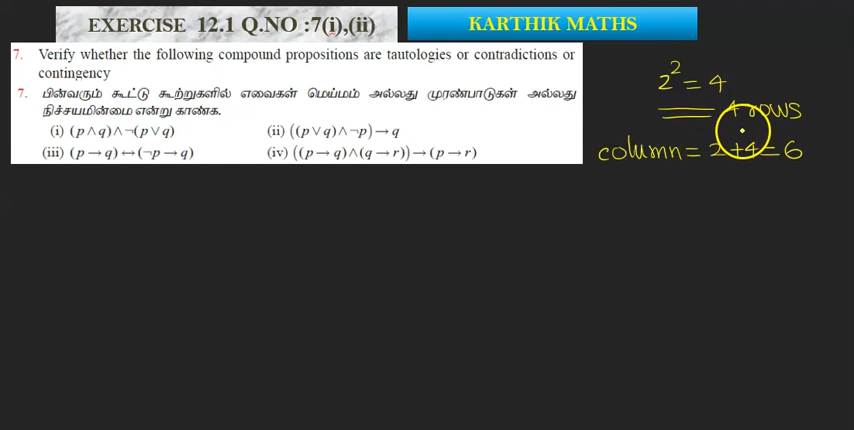 EXERCISE 12.1 Q.NO :7(i),(ii)
KARTHIK MATHS
7. Verify whether the following compound propositions are tautologies or contradictions or
contingency
7. பின்வரும் கூட்டு கூற்றுகளில் எவைகள் மெய்மம் அல்லது முரண்பாடுகள் அல்லது
நிச்சயமின்மை என்று காண்க.
(i) (p ∧ q) ∧ ¬(p ∨ q) (ii) ((p ∨ q) ∧ ¬p) → q
(iii) (p → q) ↔ (¬p → q) (iv) ((p → q) ∧ (q → r)) → (p → r)
2² = 4
4 rows
column = 2 + 4 = 6